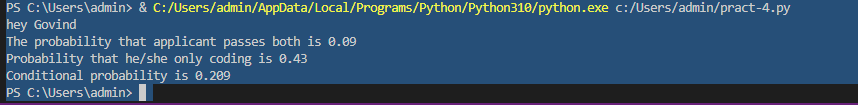 PS C:\Users\admin> & C:/Users/admin/AppData/Local/Programs/Python/Python310/python.exe c:/Users/admin/pract-4.py
hey Govind
The probability that applicant passes both is 0.09
Probability that he/she only coding is 0.43
Conditional probability is 0.209
PS C:\Users\admin>